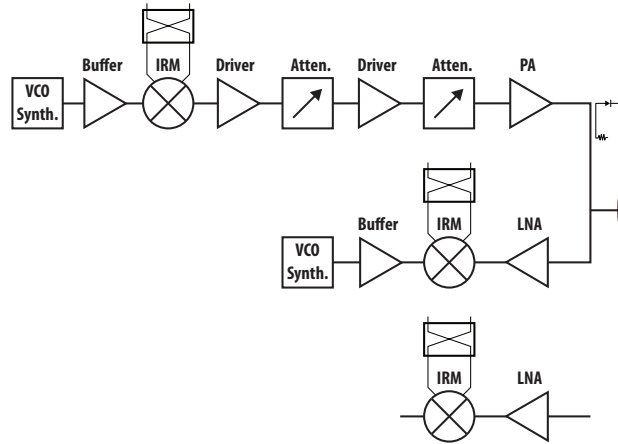 Buffer IRM Driver Atten. Driver Atten. PA
VCO
Synth.
Buffer IRM LNA
VCO
Synth.
IRM LNA